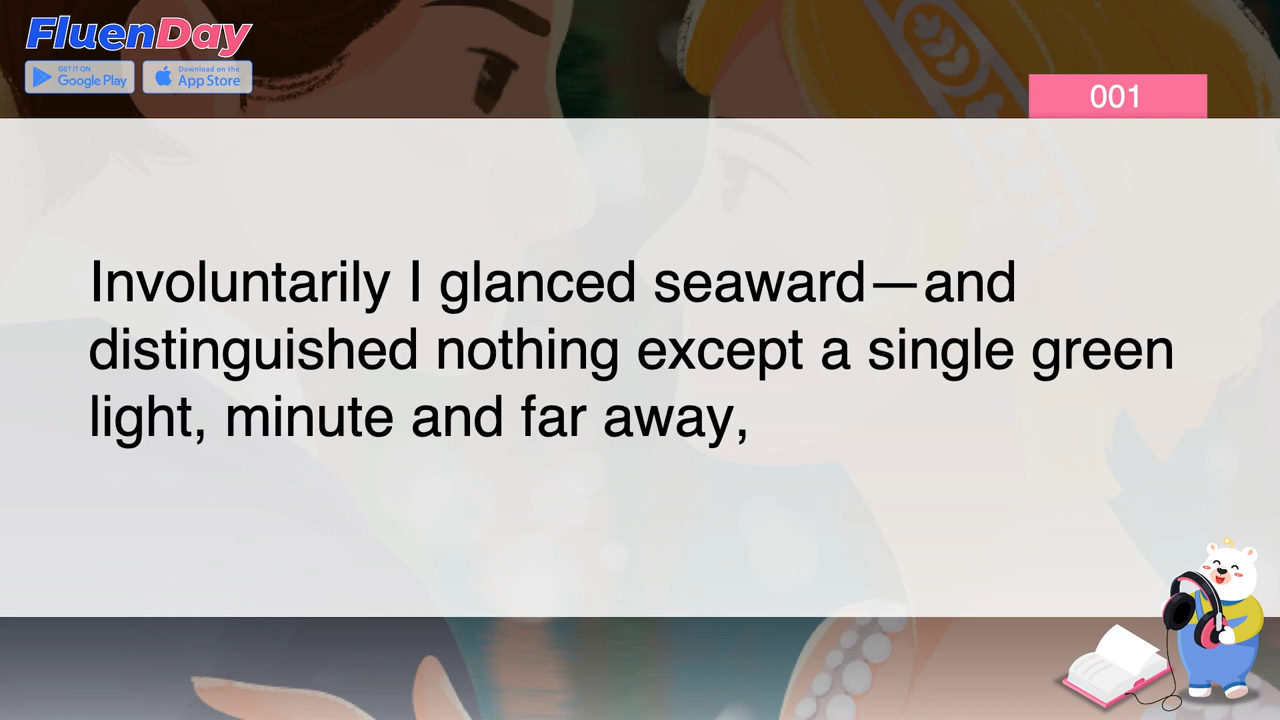 FluenDay
GET IT ON
Google Play
Download on the
App Store
001
Involuntarily I glanced seaward—and
distinguished nothing except a single green
light, minute and far away,